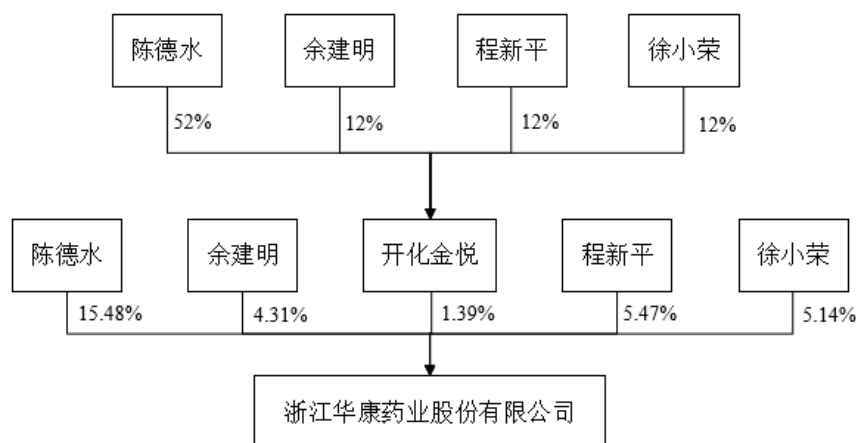 陈德水 余建明 程新平 徐小荣
52% 12% 12% 12%
陈德水 余建明 开化金悦 程新平 徐小荣
15.48% 4.31% 1.39% 5.47% 5.14%
浙江华康药业股份有限公司